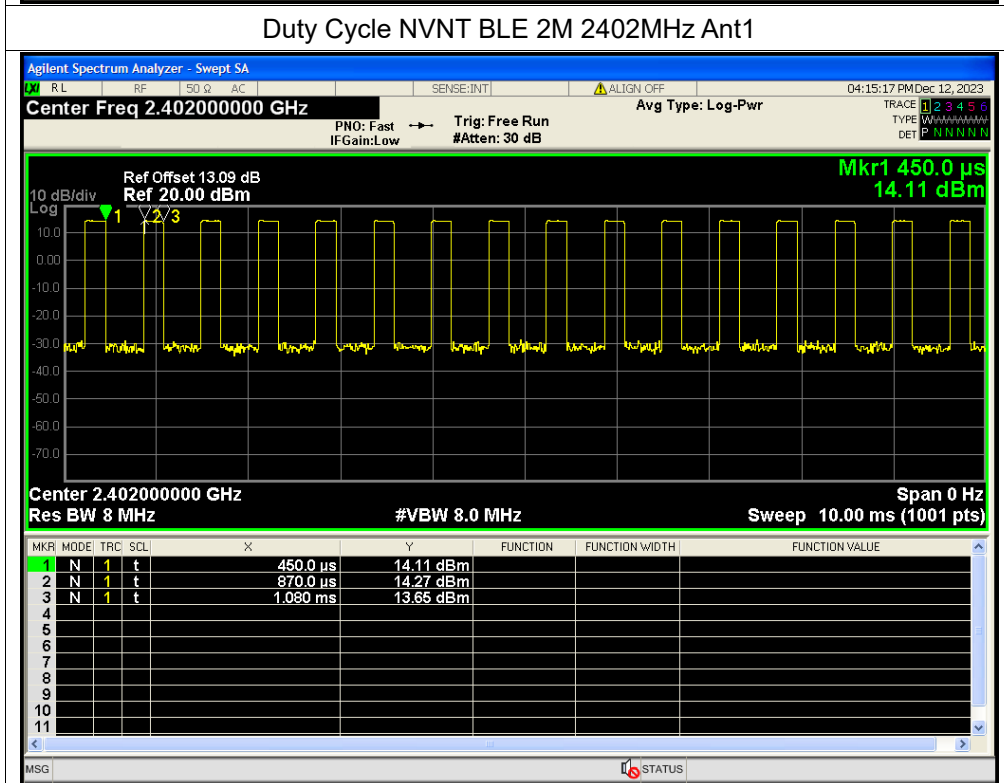 Duty Cycle NVNT BLE 2M 2402MHz Ant1
Agilent Spectrum Analyzer - Swept SA
LXI RL RF 50 Ω AC SENSE:INT ALIGN OFF 04:15:17 PM Dec 12, 2023
Center Freq 2.402000000 GHz Avg Type: Log-Pwr TRACE 1 2 3 4 5 6
PNO: Fast Trig: Free Run TYPE
IFGain:Low #Atten: 30 dB DET P N N N N N
Mkr1 450.0 µs
Ref Offset 13.09 dB
10 dB/div Ref 20.00 dBm 14.11 dBm
Log
1 2 3
10.0
0.00
-10.0
-20.0
-30.0
-40.0
-50.0
-60.0
-70.0
Center 2.402000000 GHz Span 0 Hz
Res BW 8 MHz #VBW 8.0 MHz Sweep 10.00 ms (1001 pts)
MKR MODE TRC SCL X Y FUNCTION FUNCTION WIDTH FUNCTION VALUE
1 N 1 t 450.0 µs 14.11 dBm
2 N 1 t 870.0 µs 14.27 dBm
3 N 1 t 1.080 ms 13.65 dBm
4
5
6
7
8
9
10
11
MSG STATUS